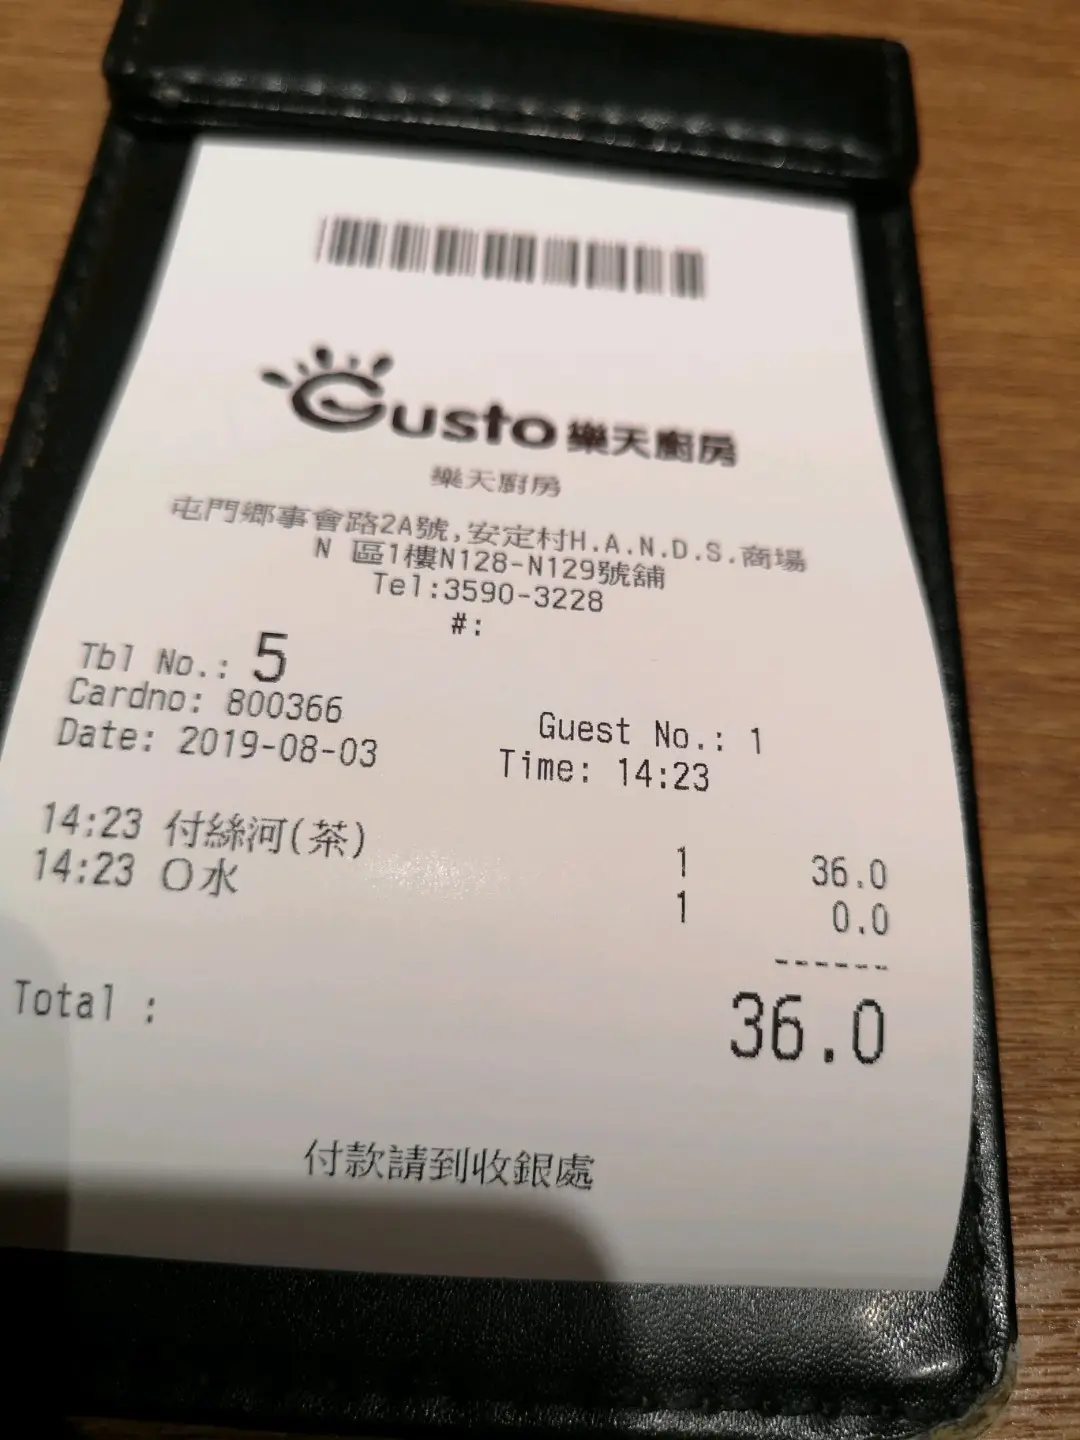 Gusto 樂天廚房
樂天廚房
屯門鄉事會路2A號,安定村H.A.N.D.S.商場
N 區1樓N128-N129號舖
Tel:3590-3228
#:
Tbl No.: 5
Cardno: 800366 Guest No.: 1
Date: 2019-08-03 Time: 14:23
14:23 付絲河(茶) 1 36.0
14:23 O水 1 0.0
------
Total : 36.0
付款請到收銀處